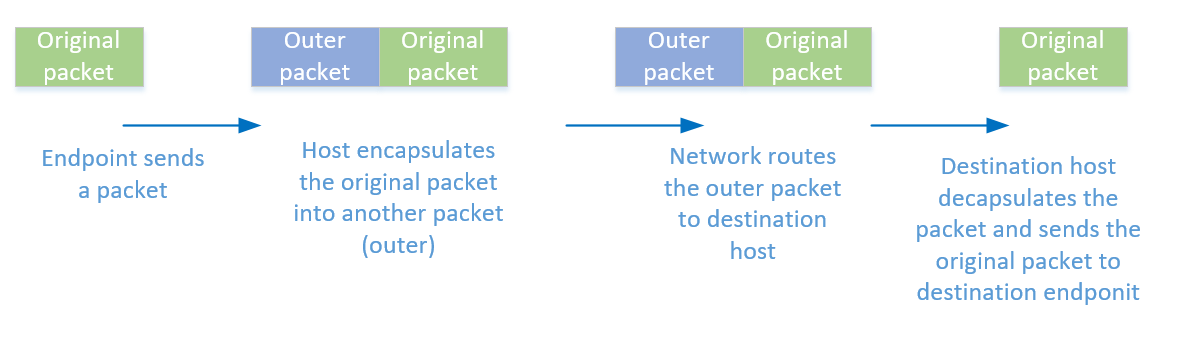 Original
packet
Outer
packet
Original
packet
Outer
packet
Original
packet
Original
packet
Endpoint sends
a packet
Host encapsulates
the original packet
into another packet
(outer)
Network routes
the outer packet
to destination
host
Destination host
decapsulates the
packet and sends the
original packet to
destination endponit